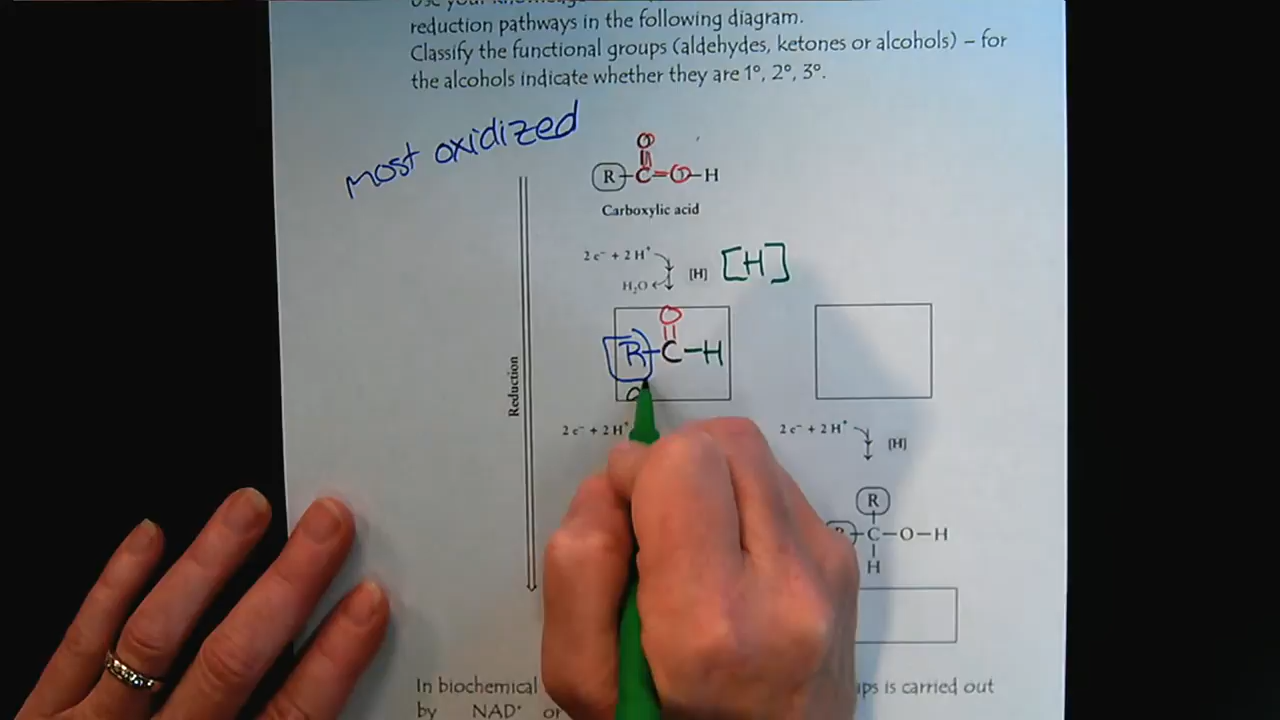 reduction pathways in the following diagram.
Classify the functional groups (aldehydes, ketones or alcohols) – for
the alcohols indicate whether they are 1°, 2°, 3°.
most oxidized
O
R C O H
Carboxylic acid
2 e⁻ + 2 H⁺
[H] [H]
H₂O
O
R – C – H
Reduction
2 e⁻ + 2 H⁺
2 e⁻ + 2 H⁺
[H]
R
C – O – H
H
In biochemical
ups is carried out
by NAD⁺ or